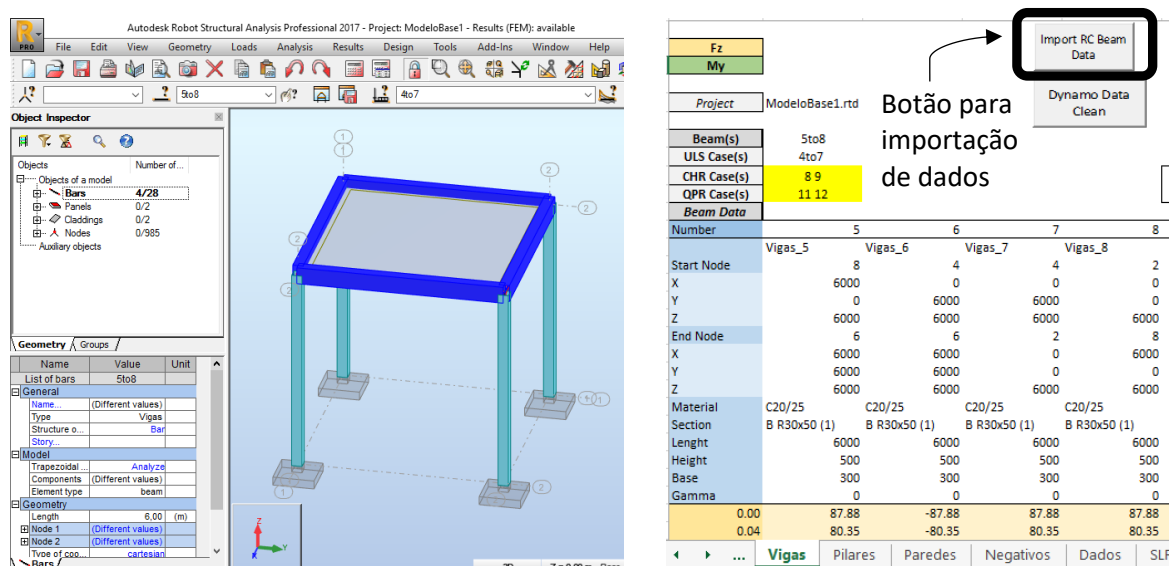 Autodesk Robot Structural Analysis Professional 2017 - Project: ModeloBase1 - Results (FEM): available
PRO File Edit View Geometry Loads Analysis Results Design Tools Add-Ins Window Help
5to8 4to7
Object Inspector
Objects Number of...
Objects of a model
Bars 4/28
Panels 0/2
Claddings 0/2
Nodes 0/985
Auxiliary objects
Geometry Groups
Name Value Unit
List of bars 5to8
General
Name... (Different values)
Type Vigas
Structure o... Bar
Story...
Model
Trapezoidal ... Analyze
Components (Different values)
Element type beam
Geometry
Length 6,00 (m)
Node 1 (Different values)
Node 2 (Different values)
Type of coo... cartesian
Bars
1
2
2
2
2
1
2
1
Z
Y
X
Fz
My
Import RC Beam
Data
Project ModeloBase1.rtd
Dynamo Data
Clean
Botão para
importação
de dados
Beam(s) 5to8
ULS Case(s) 4to7
CHR Case(s) 8 9
QPR Case(s) 11 12
Beam Data
Number 5 6 7 8
Vigas_5 Vigas_6 Vigas_7 Vigas_8
Start Node 8 4 4 2
X 6000 0 0 0
Y 0 6000 6000 0
Z 6000 6000 6000 6000
End Node 6 6 2 8
X 6000 6000 0 6000
Y 6000 6000 0 0
Z 6000 6000 6000 6000
Material C20/25 C20/25 C20/25 C20/25
Section B R30x50 (1) B R30x50 (1) B R30x50 (1) B R30x50 (1)
Lenght 6000 6000 6000 6000
Height 500 500 500 500
Base 300 300 300 300
Gamma 0 0 0 0
0.00 87.88 -87.88 87.88 87.88
0.04 80.35 -80.35 80.35 80.35
... Vigas Pilares Paredes Negativos Dados